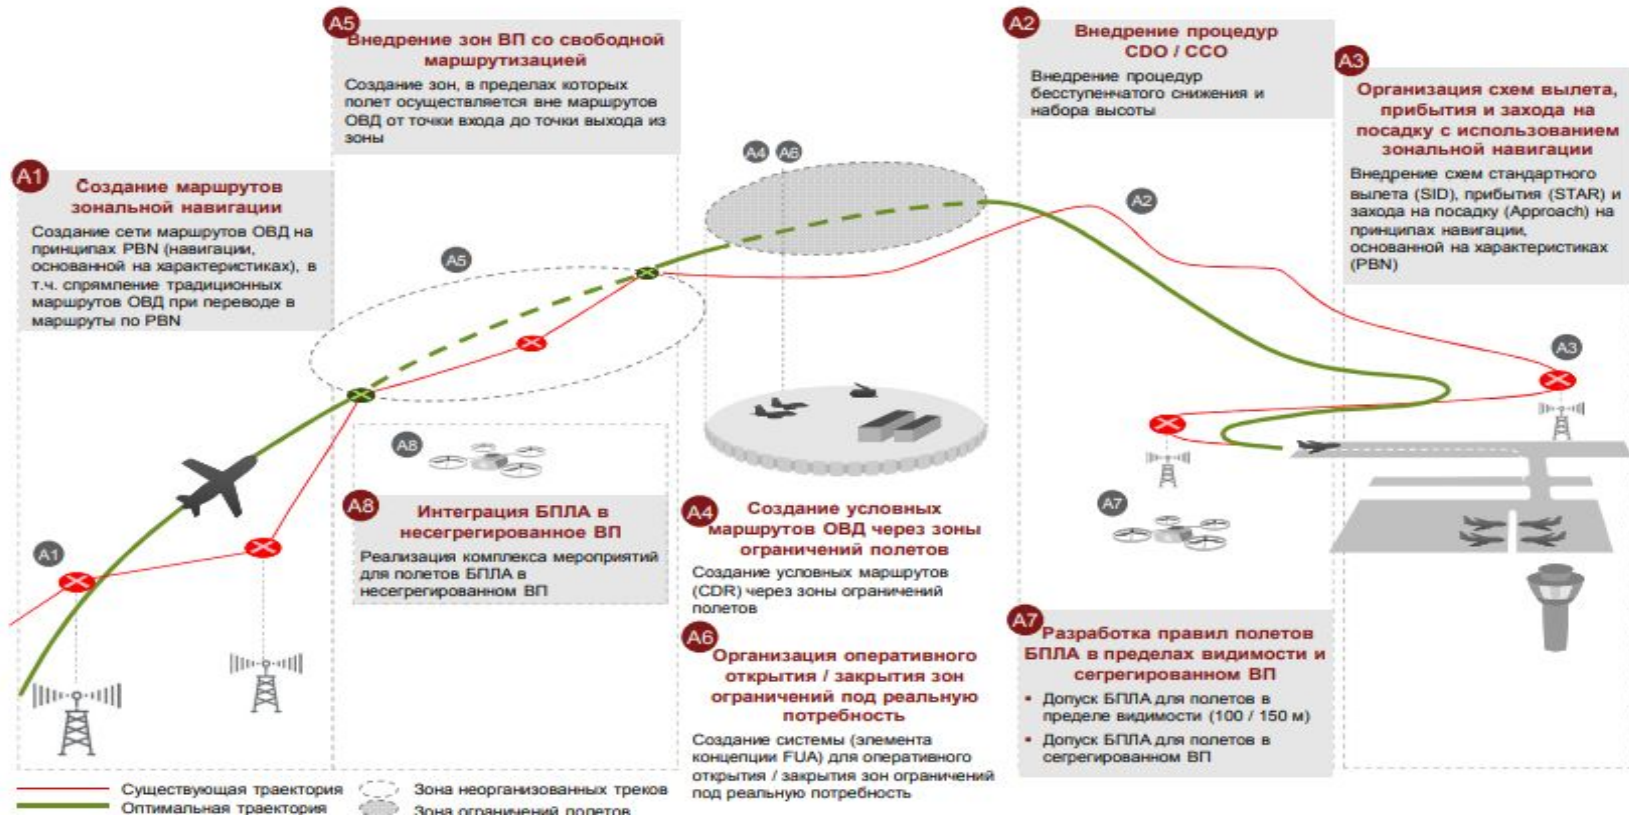 A1
Создание маршрутов
зональной навигации
Создание сети маршрутов ОВД на
принципах PBN (навигации,
основанной на характеристиках), в
т.ч. спрямление традиционных
маршрутов ОВД при переводе в
маршруты по PBN
A5
Внедрение зон ВП со свободной
маршрутизацией
Создание зон, в пределах которых
полет осуществляется вне маршрутов
ОВД от точки входа до точки выхода из
зоны
A2
Внедрение процедур
CDO / CCO
Внедрение процедур
бесступенчатого снижения и
набора высоты
A3
Организация схем вылета,
прибытия и захода на
посадку с использованием
зональной навигации
Внедрение схем стандартного
вылета (SID), прибытия (STAR) и
захода на посадку (Approach) на
принципах навигации,
основанной на характеристиках
(PBN)
A4 A6
A2
A5
A3
A1
A8
A7
A8
Интеграция БПЛА в
несегрегированное ВП
Реализация комплекса мероприятий
для полетов БПЛА в
несегрегированном ВП
A4
Создание условных
маршрутов ОВД через зоны
ограничений полетов
Создание условных маршрутов
(CDR) через зоны ограничений
полетов
A6
Организация оперативного
открытия / закрытия зон
ограничений под реальную
потребность
Создание системы (элемента
концепции FUA) для оперативного
открытия / закрытия зон ограничений
под реальную потребность
A7
Разработка правил полетов
БПЛА в пределах видимости и
сегрегированном ВП
▪ Допуск БПЛА для полетов в
пределе видимости (100 / 150 м)
▪ Допуск БПЛА для полетов в
сегрегированном ВП
Существующая траектория
Оптимальная траектория
Зона неорганизованных треков
Зона ограничений полетов